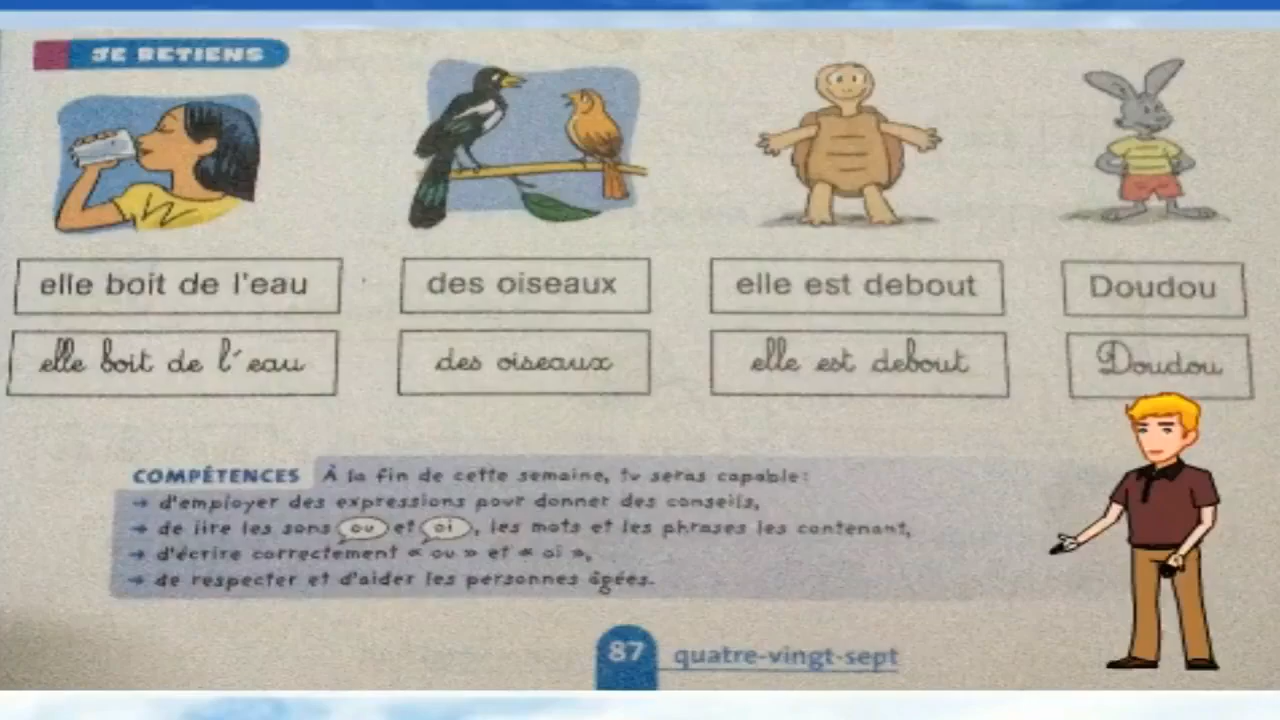 JE RETIENS
elle boit de l'eau
des oiseaux
elle est debout
Doudou
elle boit de l'eau
des oiseaux
elle est debout
Doudou
COMPÉTENCES À la fin de cette semaine, tu seras capable:
→ d'employer des expressions pour donner des conseils,
→ de lire les sons ou et oi, les mots et les phrases les contenant,
→ d'écrire correctement « ou » et « oi »,
→ de respecter et d'aider les personnes âgées.
87 quatre-vingt-sept